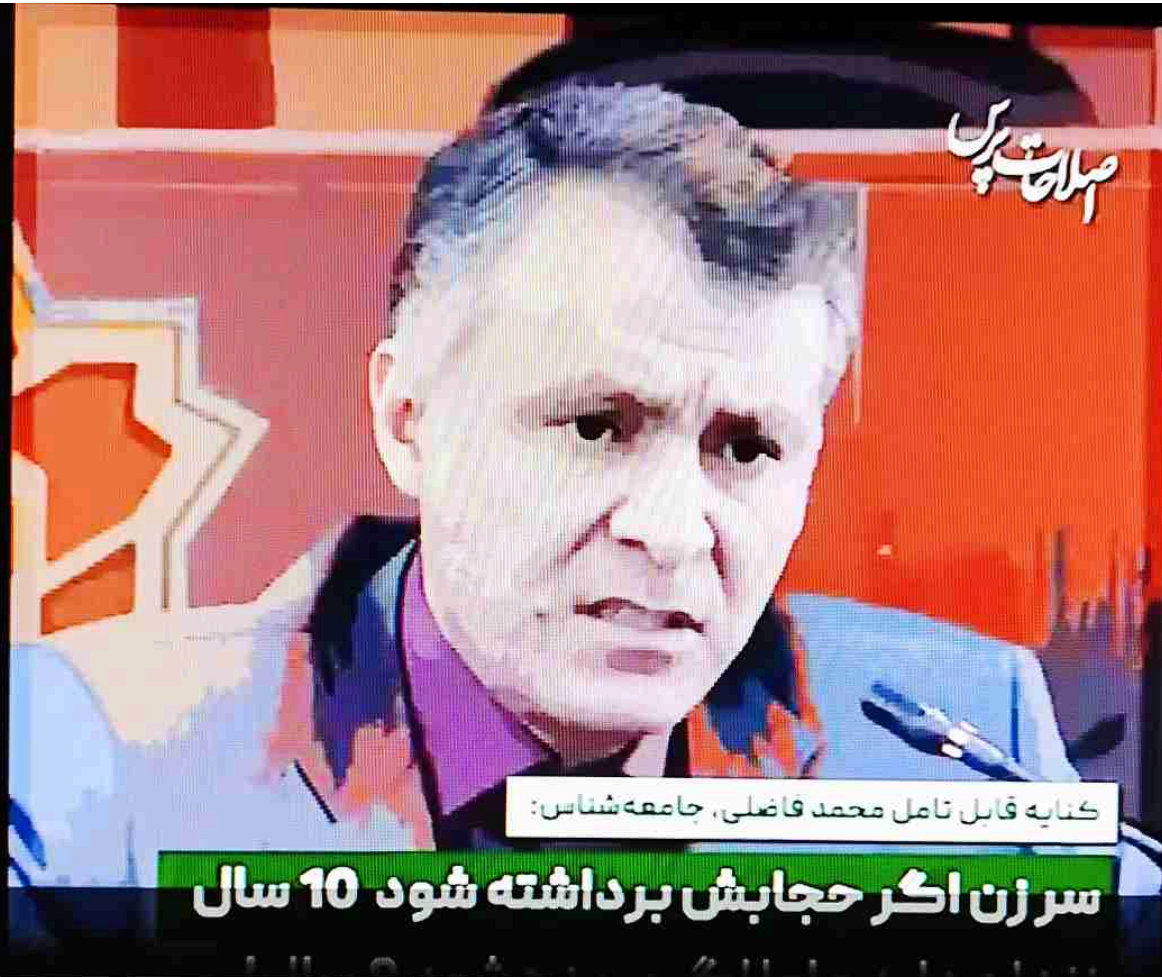 اصلاحات پرس
کنایه قابل تامل محمد فاضلی، جامعه‌شناس:
سر زن اگر حجابش برداشته شود 10 سال